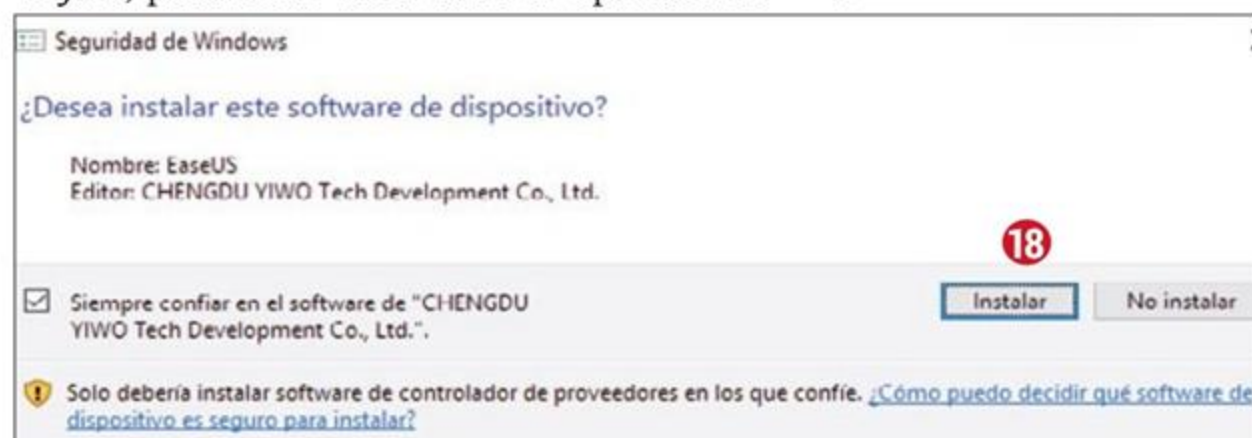 Seguridad de Windows
¿Desea instalar este software de dispositivo?
Nombre: EaseUS
Editor: CHENGDU YIWO Tech Development Co., Ltd.
18
Siempre confiar en el software de "CHENGDU
YIWO Tech Development Co., Ltd.".
Instalar
No instalar
Solo debería instalar software de controlador de proveedores en los que confíe. ¿Cómo puedo decidir qué software de
dispositivo es seguro para instalar?